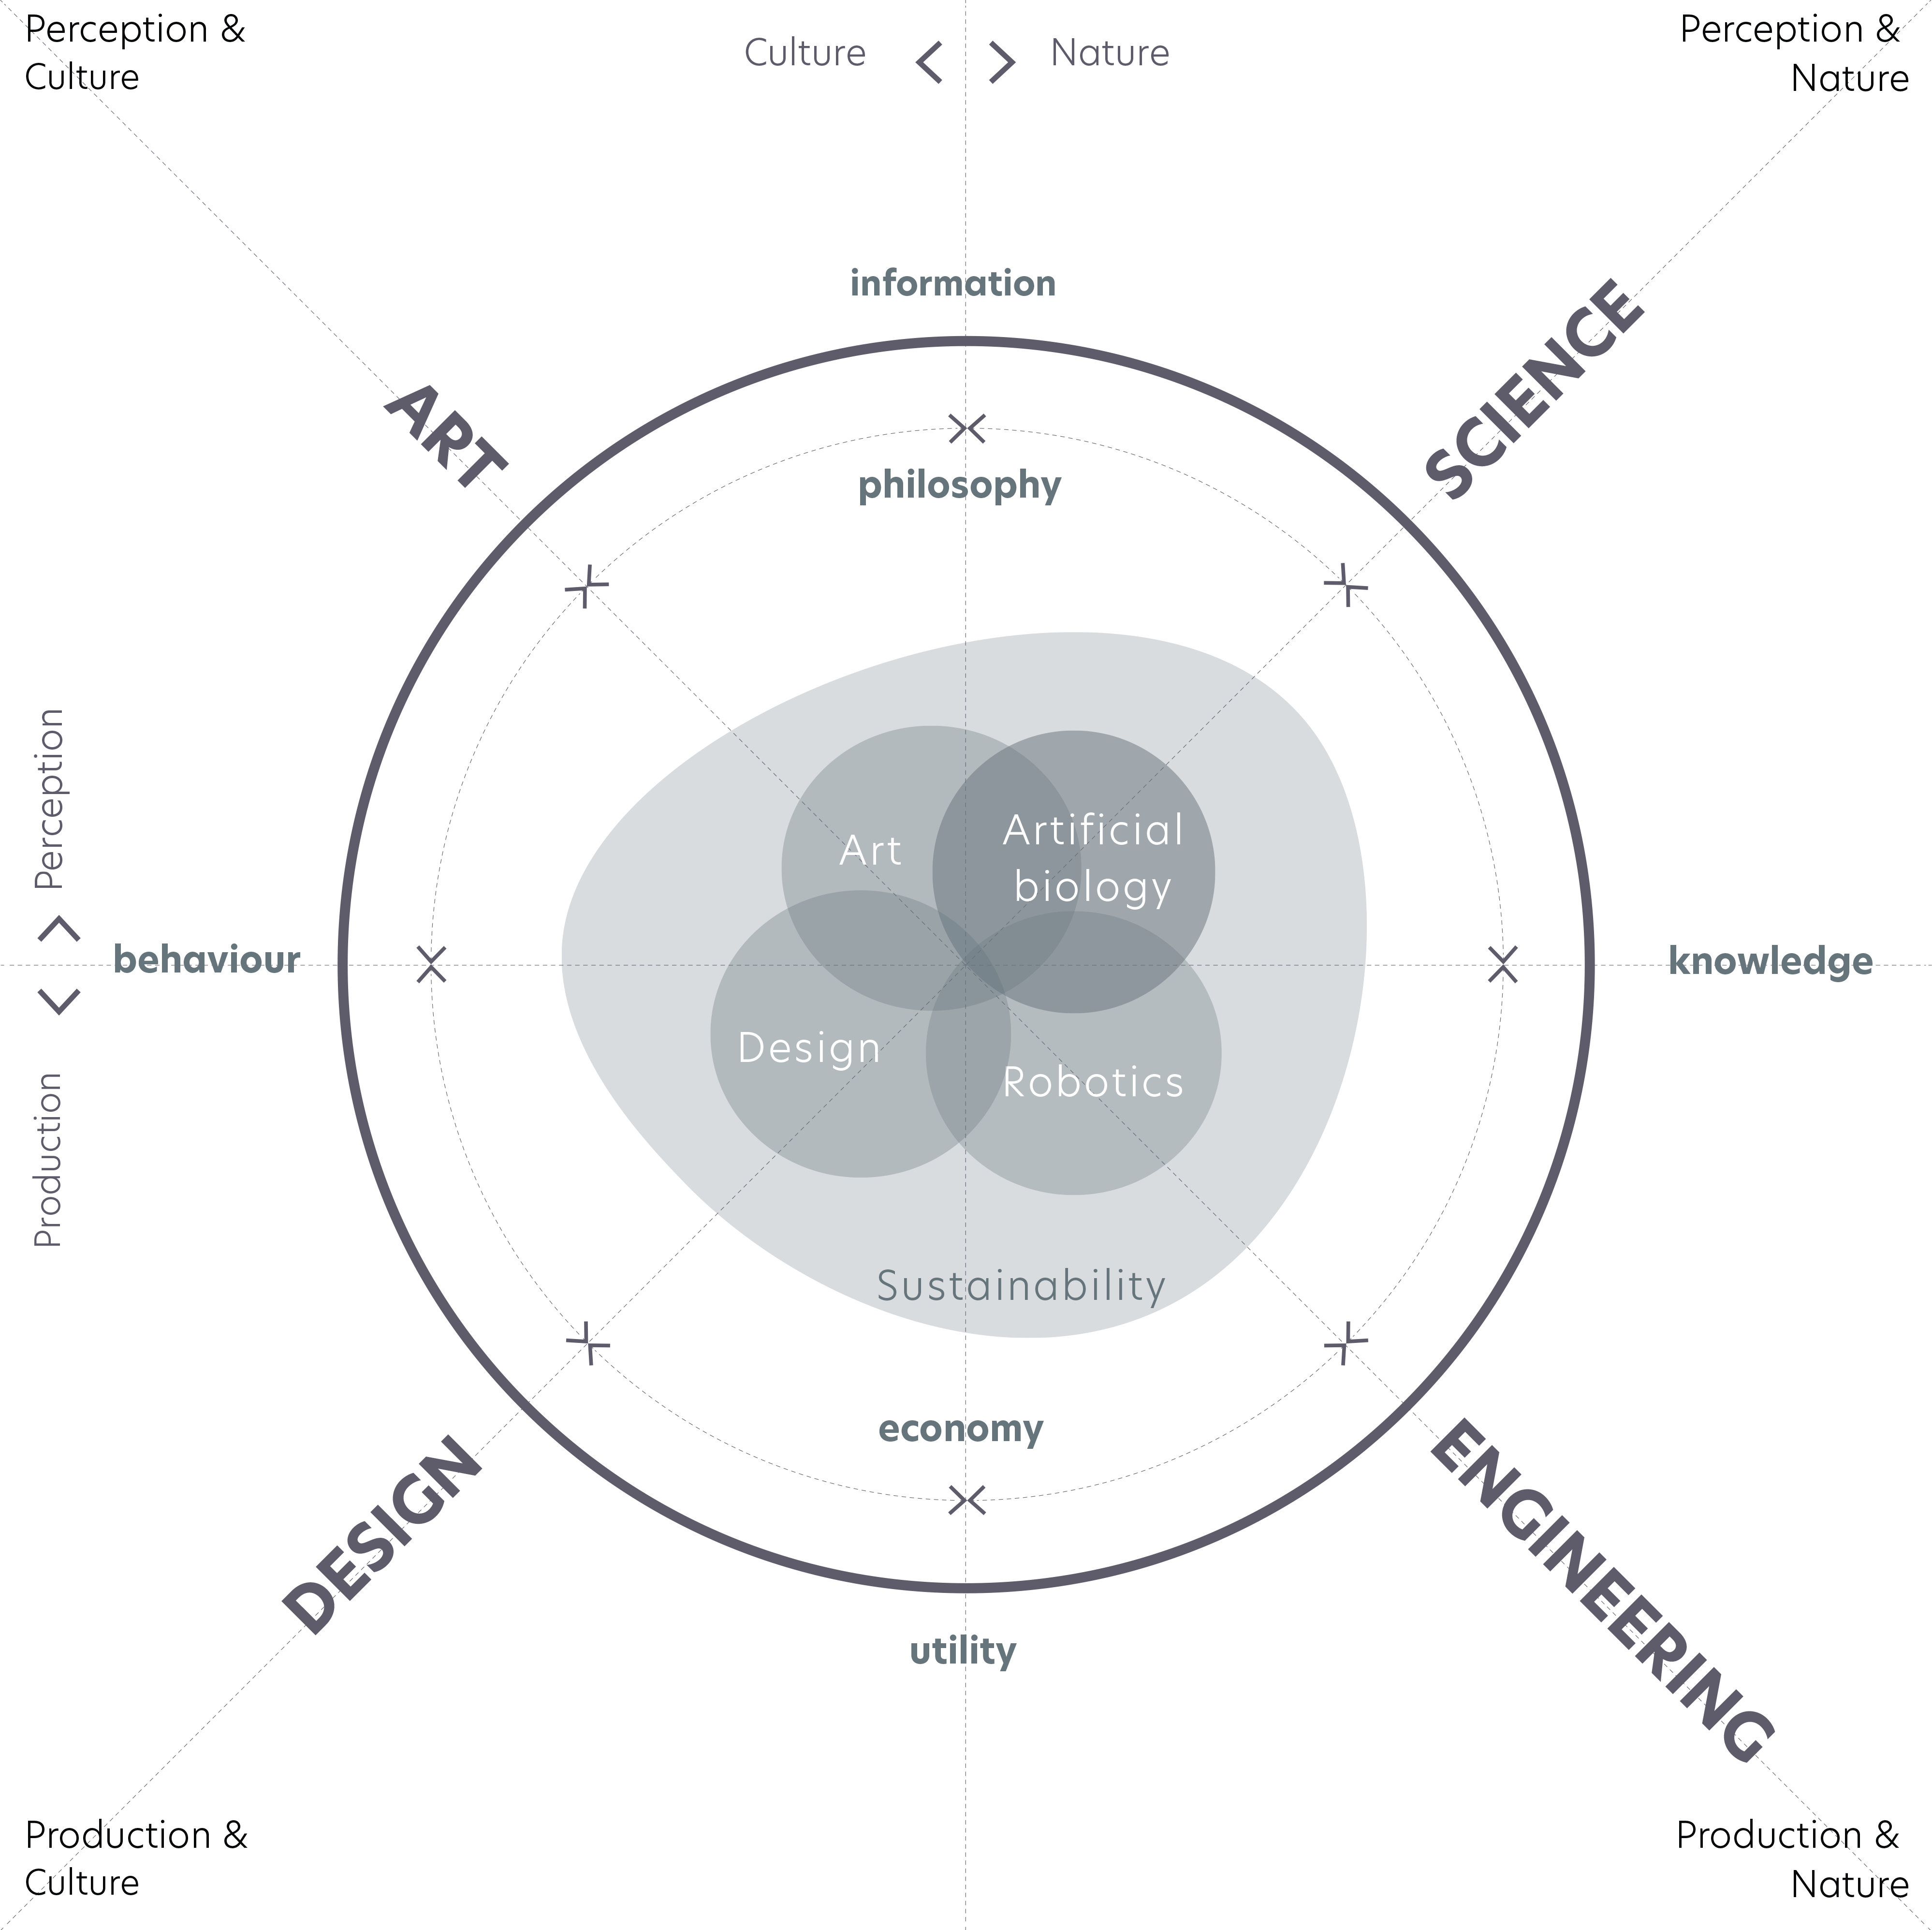 Perception &
Culture
Culture
Nature
Perception &
Nature
information
ART
SCIENCE
philosophy
Perception
Art
Artificial
biology
behaviour
knowledge
Production
Design
Robotics
Sustainability
economy
DESIGN
ENGINEERING
utility
Production &
Culture
Production &
Nature